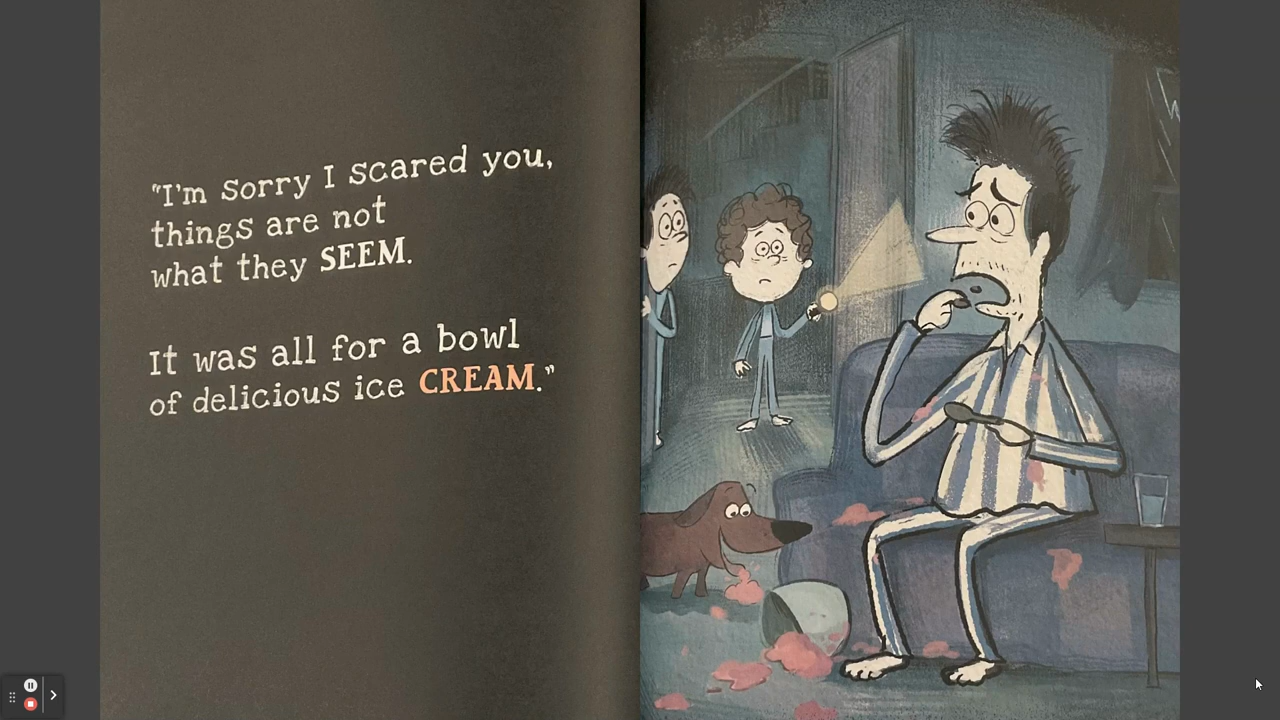 "I'm sorry I scared you,
things are not
what they SEEM.
It was all for a bowl
of delicious ice CREAM."